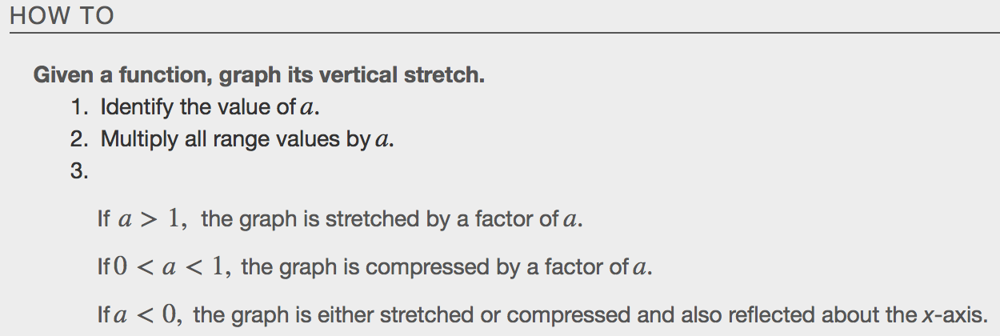 HOW TO
Given a function, graph its vertical stretch.
1. Identify the value of a.
2. Multiply all range values by a.
3.
If a > 1, the graph is stretched by a factor of a.
If 0 < a < 1, the graph is compressed by a factor of a.
If a < 0, the graph is either stretched or compressed and also reflected about the x-axis.